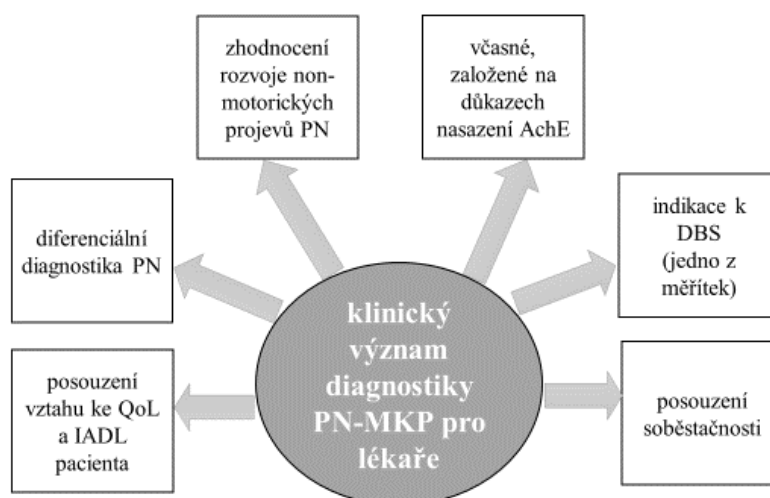 zhodnocení
rozvoje non-
motorických
projevů PN
včasné,
založené na
důkazech
nasazení AchE
diferenciální
diagnostika PN
indikace k
DBS
(jedno z
měřítek)
klinický
význam
diagnostiky
PN-MKP pro
lékaře
posouzení
vztahu ke QoL
a IADL
pacienta
posouzení
soběstačnosti